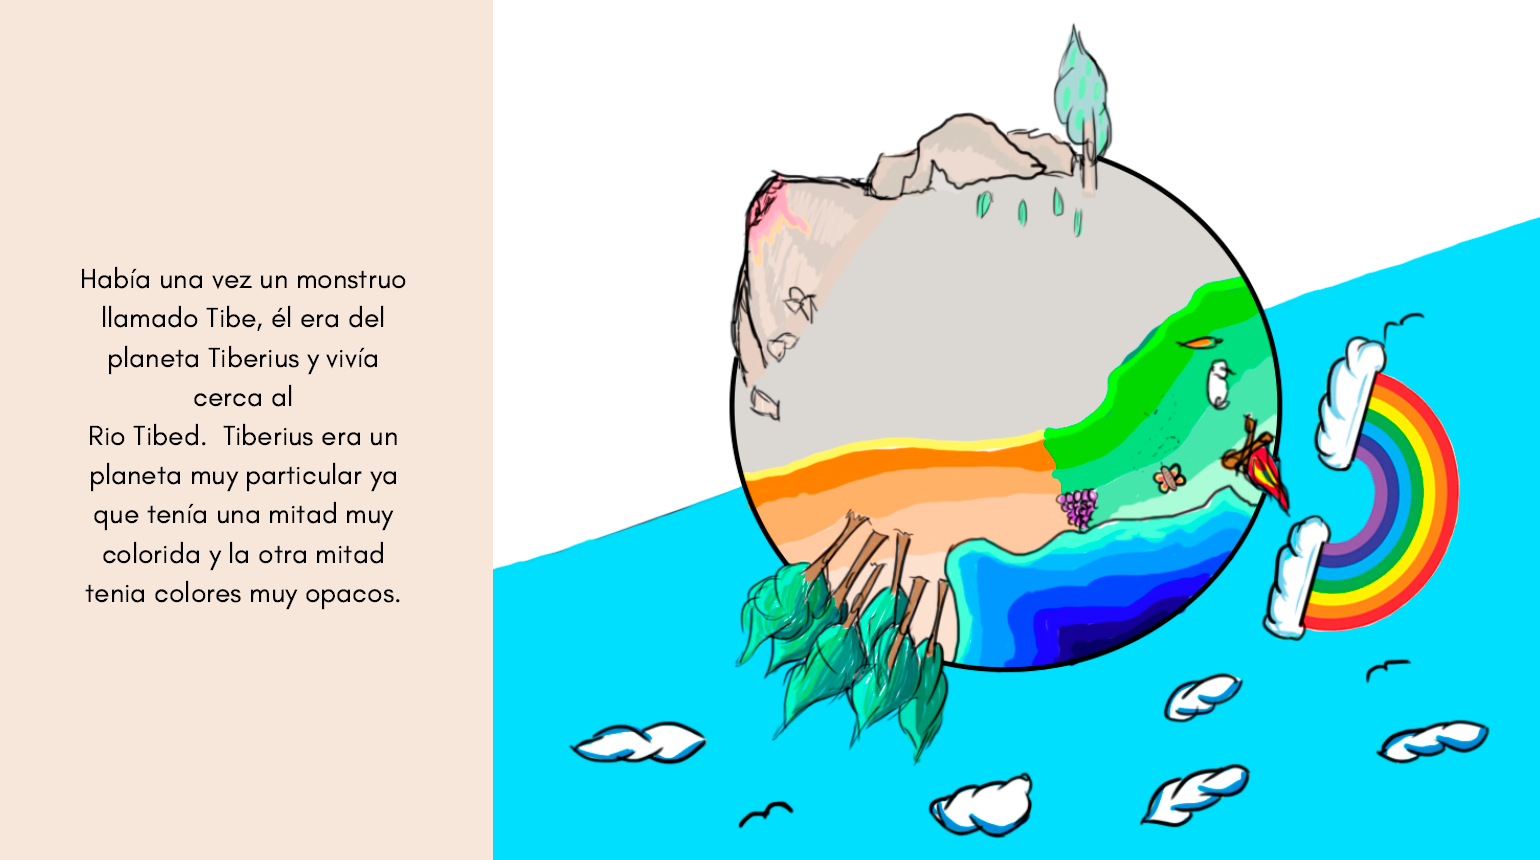 Había una vez un monstruo
llamado Tibe, él era del
planeta Tiberius y vivía
cerca al
Rio Tibed.  Tiberius era un
planeta muy particular ya
que tenía una mitad muy
colorida y la otra mitad
tenia colores muy opacos.